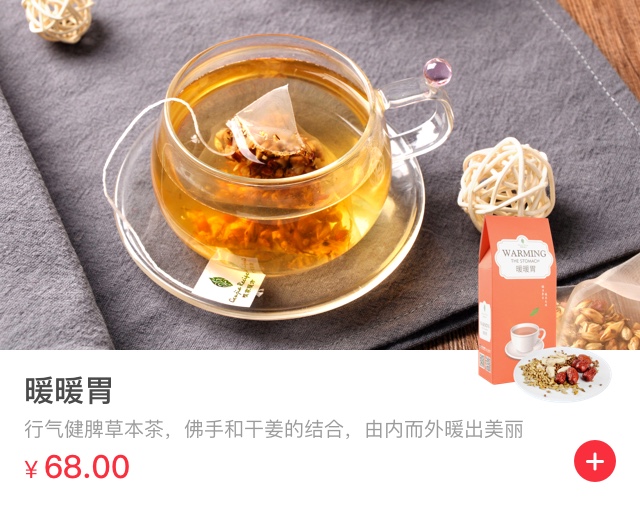 WARMING
THE STOMACH
暖暖胃
暖暖胃
行气健脾草本茶，佛手和干姜的结合，由内而外暖出美丽
¥ 68.00